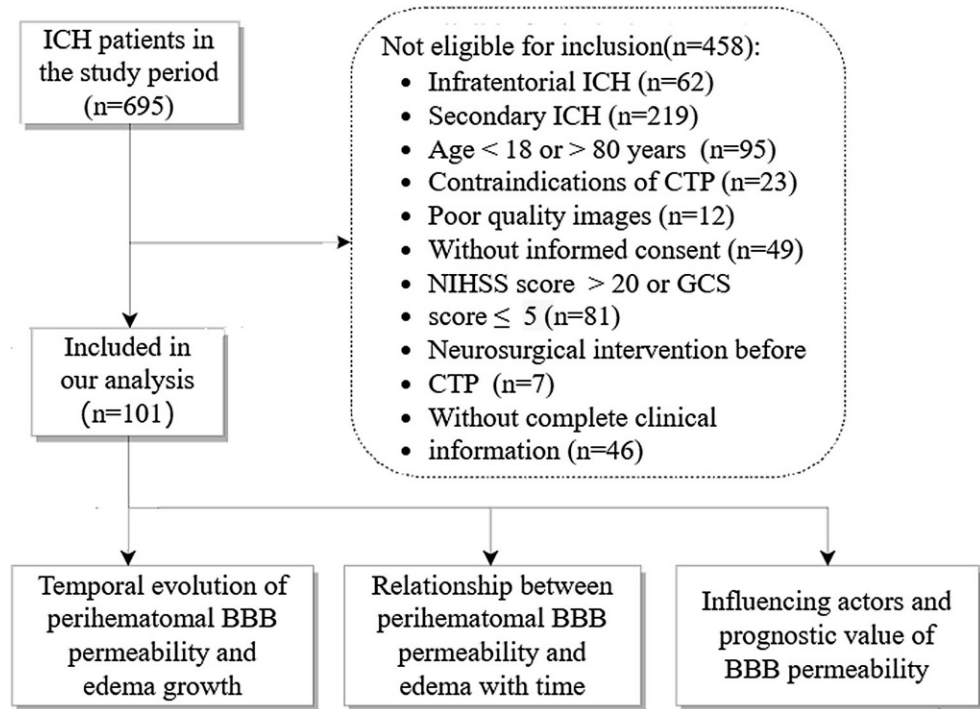 ICH patients in
the study period
(n=695)
Not eligible for inclusion(n=458):
• Infratentorial ICH (n=62)
• Secondary ICH (n=219)
• Age < 18 or > 80 years (n=95)
• Contraindications of CTP (n=23)
• Poor quality images (n=12)
• Without informed consent (n=49)
• NIHSS score > 20 or GCS
• score ≤ 5 (n=81)
• Neurosurgical intervention before
• CTP (n=7)
• Without complete clinical
• information (n=46)
Included in
our analysis
(n=101)
Temporal evolution of
perihematomal BBB
permeability and
edema growth
Relationship between
perihematomal BBB
permeability and
edema with time
Influencing actors and
prognostic value of
BBB permeability